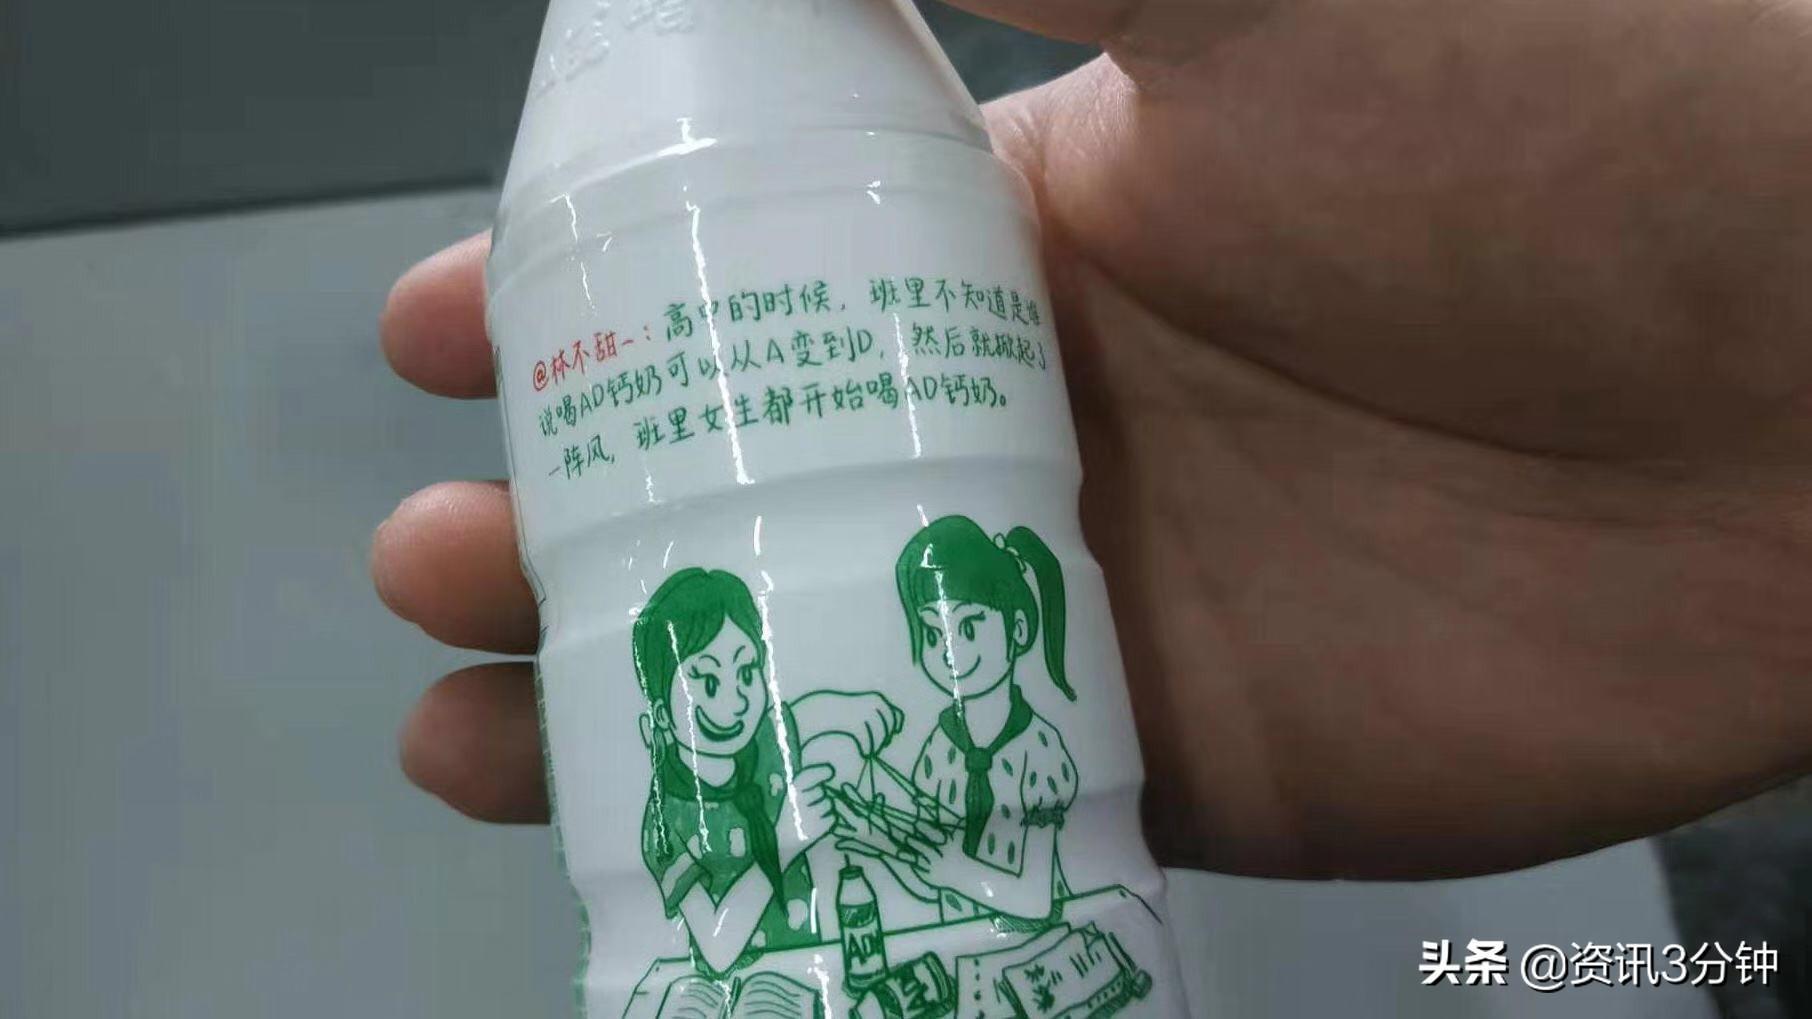 @林不甜一：高中的时候，班里不知道是谁
说喝AD钙奶可以从A变到D，然后就掀起了
一阵风，班里女生都开始喝AD钙奶。
AD
头条 @资讯3分钟